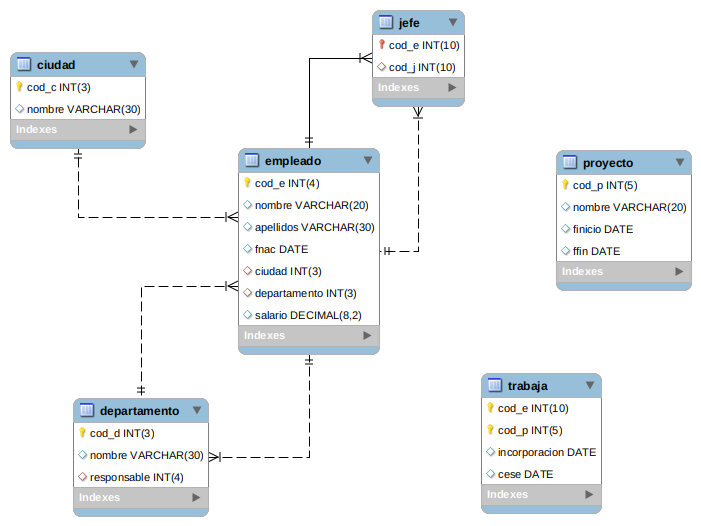 jefe
cod_e INT(10)
cod_j INT(10)
Indexes
ciudad
cod_c INT(3)
nombre VARCHAR(30)
Indexes
empleado
cod_e INT(4)
nombre VARCHAR(20)
apellidos VARCHAR(30)
fnac DATE
ciudad INT(3)
departamento INT(3)
salario DECIMAL(8,2)
Indexes
proyecto
cod_p INT(5)
nombre VARCHAR(20)
finicio DATE
ffin DATE
Indexes
departamento
cod_d INT(3)
nombre VARCHAR(30)
responsable INT(4)
Indexes
trabaja
cod_e INT(10)
cod_p INT(5)
incorporacion DATE
cese DATE
Indexes